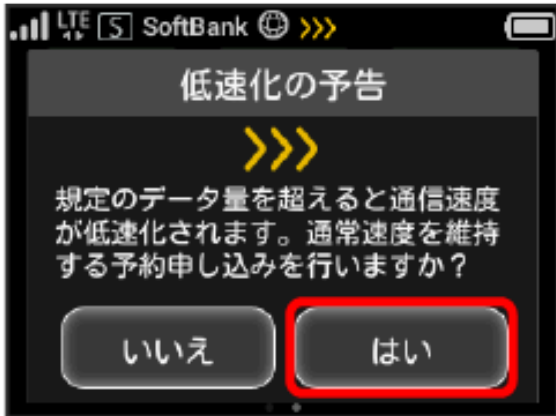 LTE S SoftBank
低速化の予告
規定のデータ量を超えると通信速度
が低速化されます。通常速度を維持
する予約申し込みを行いますか？
いいえ はい